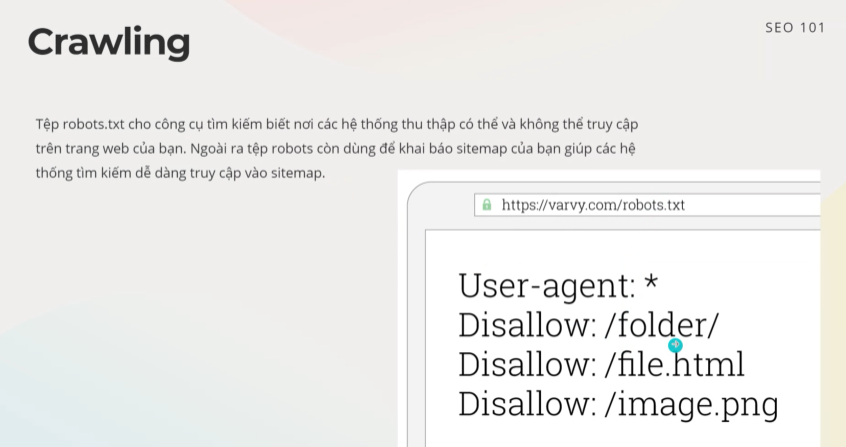 Crawling
SEO 101
Tệp robots.txt cho công cụ tìm kiếm biết nơi các hệ thống thu thập có thể và không thể truy cập
trên trang web của bạn. Ngoài ra tệp robots còn dùng để khai báo sitemap của bạn giúp các hệ
thống tìm kiếm dễ dàng truy cập vào sitemap.
https://varvy.com/robots.txt
User-agent: *
Disallow: /folder/
Disallow: /file.html
Disallow: /image.png